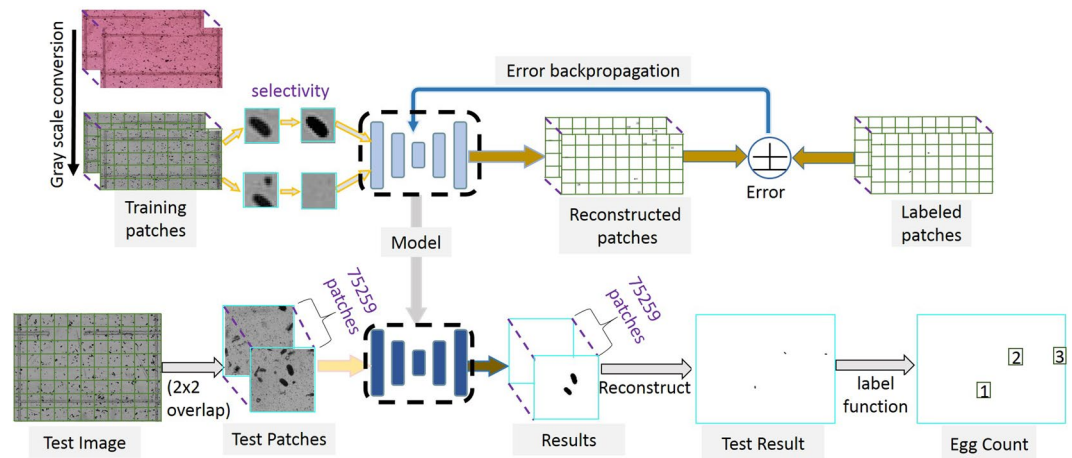 Gray scale conversion
selectivity
Error backpropagation
Training
patches
Model
Reconstructed
patches
Error
Labeled
patches
75259
patches
75259
patches
(2x2
overlap)
Reconstruct
label
function
1
2
3
Test Image
Test Patches
Results
Test Result
Egg Count